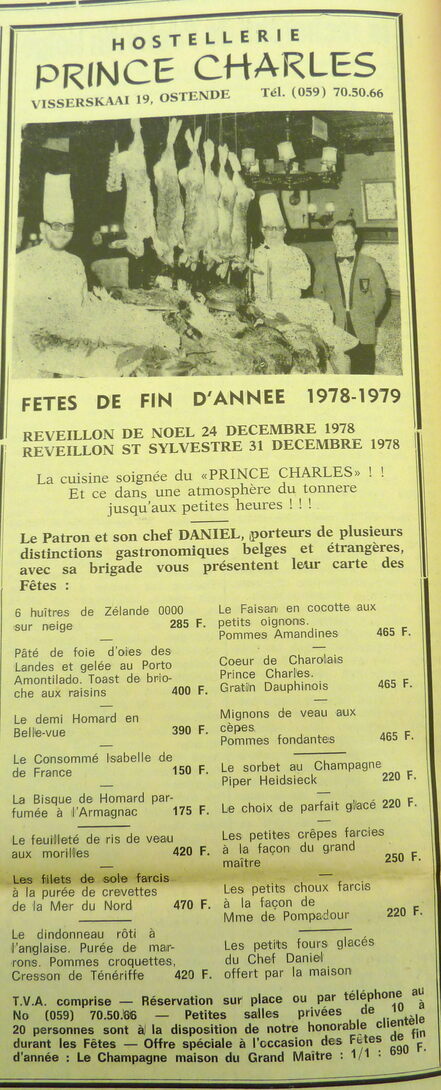 HOSTELLERIE
PRINCE CHARLES
VISSERSKAAI 19, OSTENDE Tél. (059) 70.50.66
FETES DE FIN D'ANNEE 1978-1979
REVEILLON DE NOEL 24 DECEMBRE 1978
REVEILLON ST SYLVESTRE 31 DECEMBRE 1978
La cuisine soignée du «PRINCE CHARLES» ! !
Et ce dans une atmosphère du tonnere
jusqu'aux petites heures ! ! !
Le Patron et son chef DANIEL, porteurs de plusieurs
distinctions gastronomiques belges et étrangères,
avec sa brigade vous présentent leur carte des
Fêtes :
6 huîtres de Zélande 0000
sur neige 285 F.
Pâté de foie d'oies des
Landes et gelée au Porto
Amontilado. Toast de brio-
che aux raisins 400 F.
Le demi Homard en
Belle-vue 390 F.
Le Consommé Isabelle de
de France 150 F.
La Bisque de Homard par-
fumée à l'Armagnac 175 F.
Le feuilleté de ris de veau
aux morilles 420 F.
Les filets de sole farcis
à la purée de crevettes
de la Mer du Nord 470 F.
Le dindonneau rôti à
l'anglaise. Purée de mar-
rons. Pommes croquettes,
Cresson de Ténériffe 420 F.
Le Faisan en cocotte aux
petits oignons.
Pommes Amandines 465 F.
Coeur de Charolais
Prince Charles.
Gratin Dauphinois 465 F.
Mignons de veau aux
cèpes
Pommes fondantes 465 F.
Le sorbet au Champagne
Piper Heidsieck 220 F.
Le choix de parfait glacé 220 F.
Les petites crêpes farcies
à la façon du grand
maître 250 F.
Les petits choux farcis
à la façon de
Mme de Pompadour 220 F.
Les petits fours glacés
du Chef Daniel
offert par la maison
T.V.A. comprise — Réservation sur place ou par téléphone au
No (059) 70.50.66 — Petites salles privées de 10 à
20 personnes sont à la disposition de notre honorable clientèle
durant les Fêtes — Offre spéciale à l'occasion des Fêtes de fin
d'année : Le Champagne maison du Grand Maître : 1/1 : 690 F.